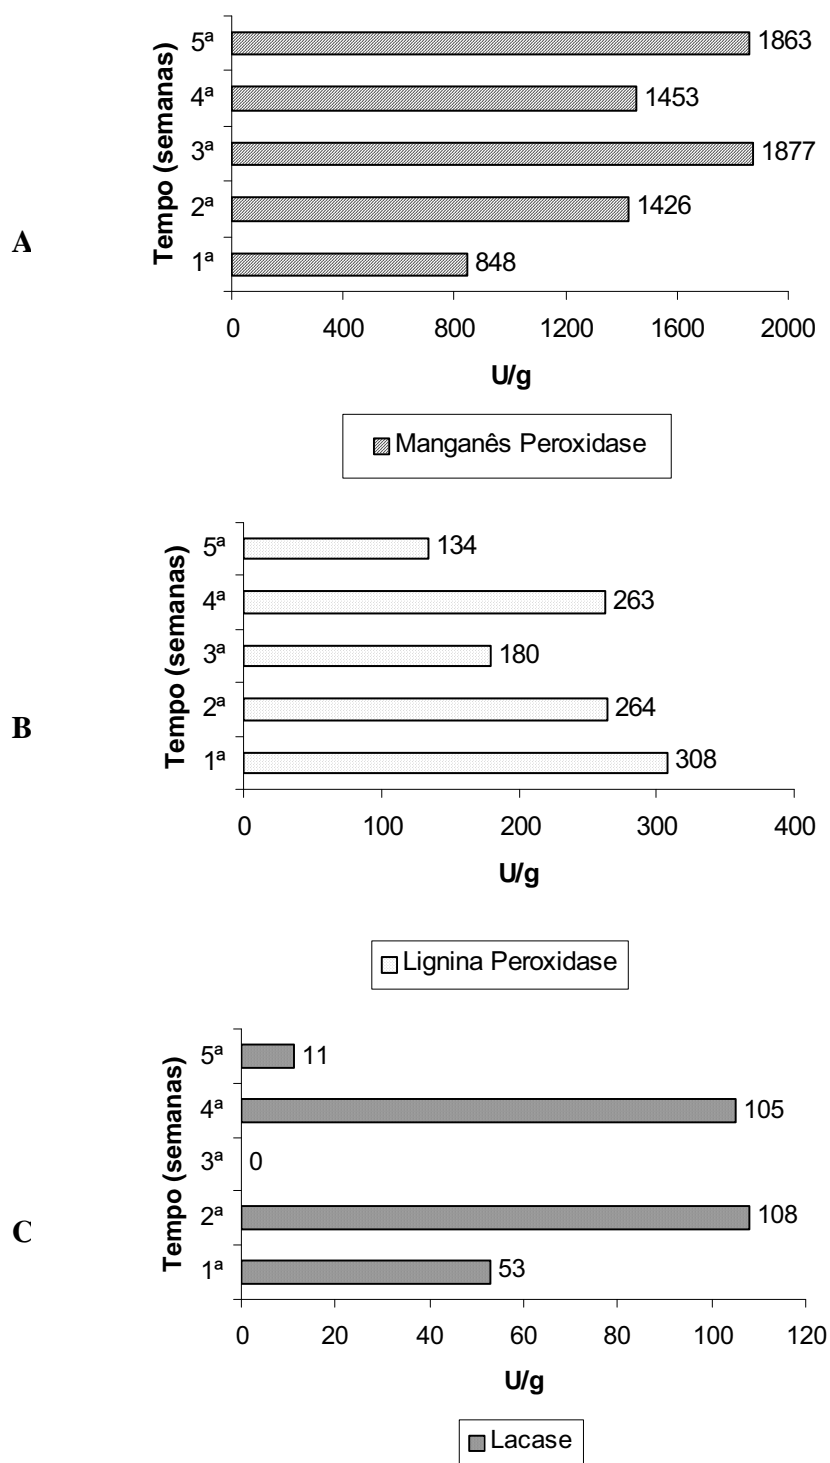 A
Tempo (semanas)
5ª 1863
4ª 1453
3ª 1877
2ª 1426
1ª 848
0 400 800 1200 1600 2000
U/g
Manganês Peroxidase
B
Tempo (semanas)
5ª 134
4ª 263
3ª 180
2ª 264
1ª 308
0 100 200 300 400
U/g
Lignina Peroxidase
C
Tempo (semanas)
5ª 11
4ª 105
3ª 0
2ª 108
1ª 53
0 20 40 60 80 100 120
U/g
Lacase